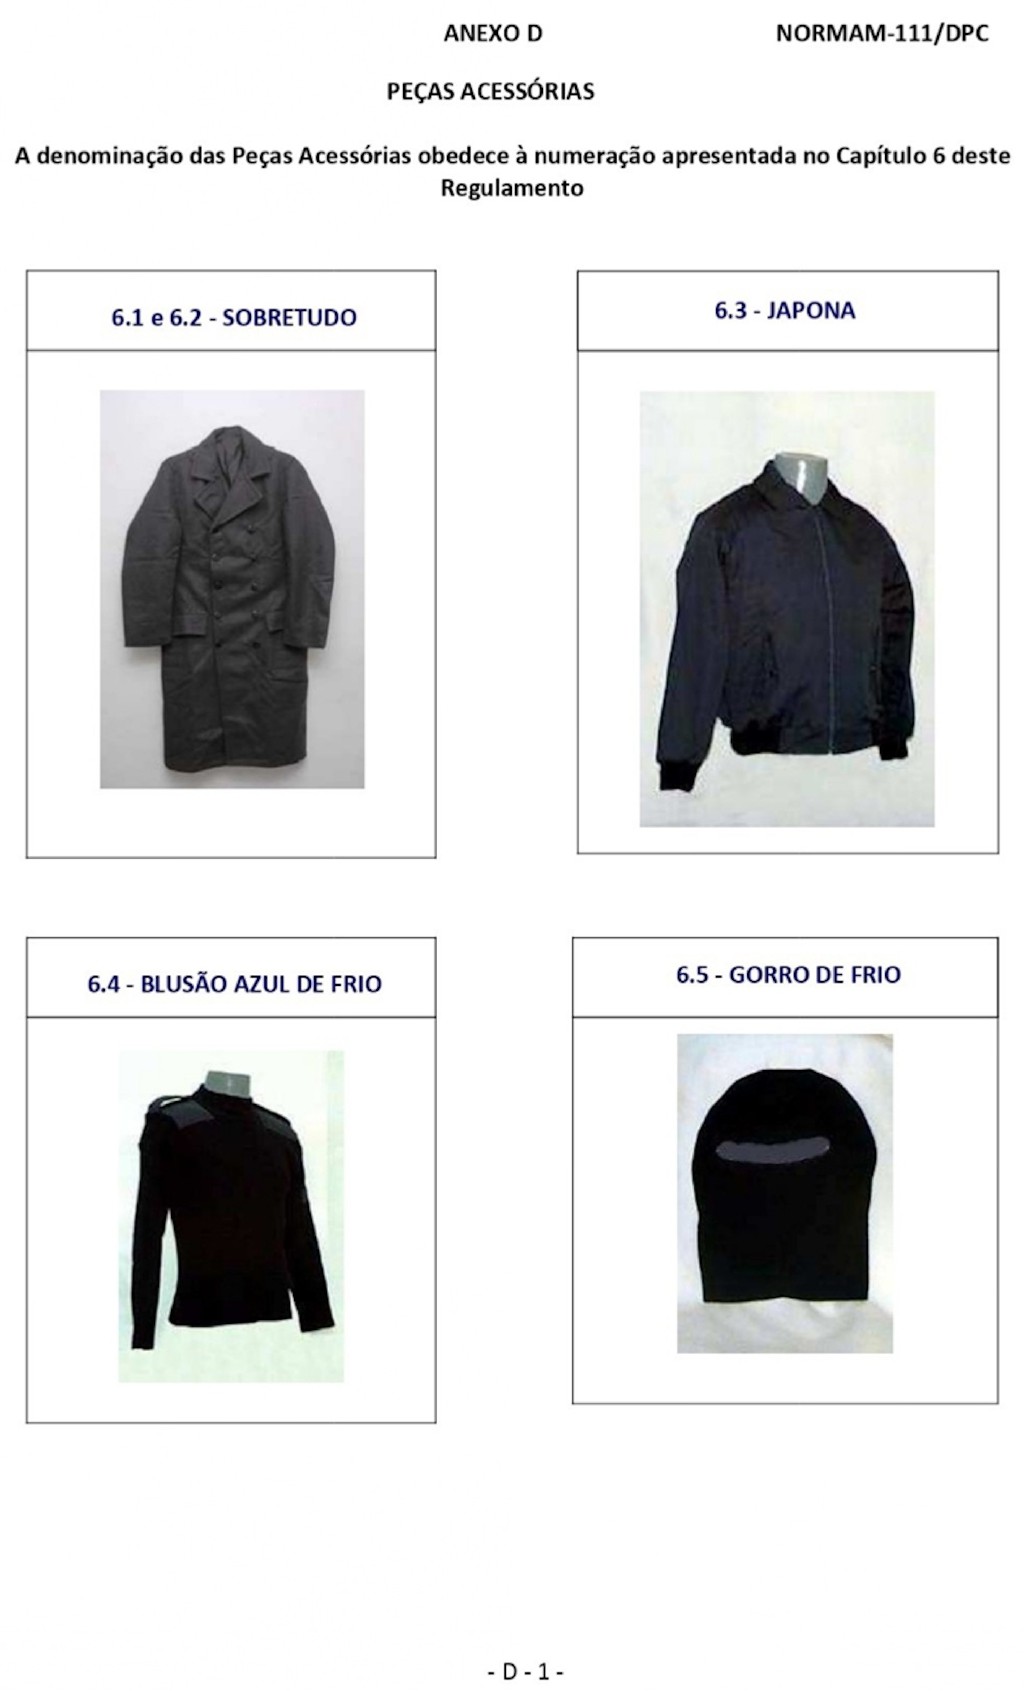 ANEXO D NORMAM-111/DPC
PEÇAS ACESSÓRIAS
A denominação das Peças Acessórias obedece à numeração apresentada no Capítulo 6 deste
Regulamento
6.1 e 6.2 - SOBRETUDO
6.3 - JAPONA
6.4 - BLUSÃO AZUL DE FRIO
6.5 - GORRO DE FRIO
- D - 1 -